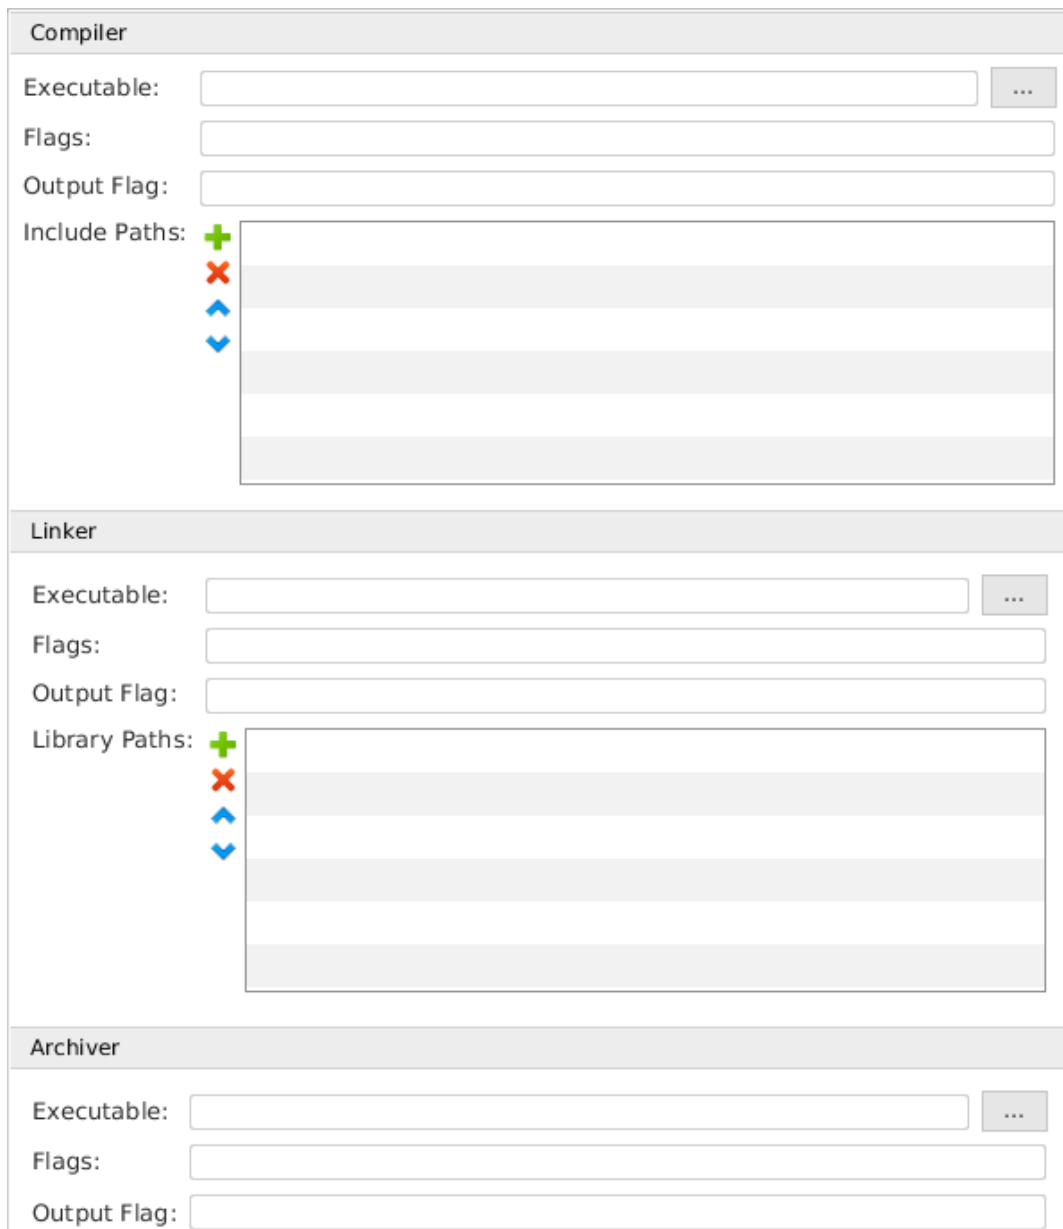 Compiler
Executable: ...
Flags:
Output Flag:
Include Paths:
Linker
Executable: ...
Flags:
Output Flag:
Library Paths:
Archiver
Executable: ...
Flags:
Output Flag: